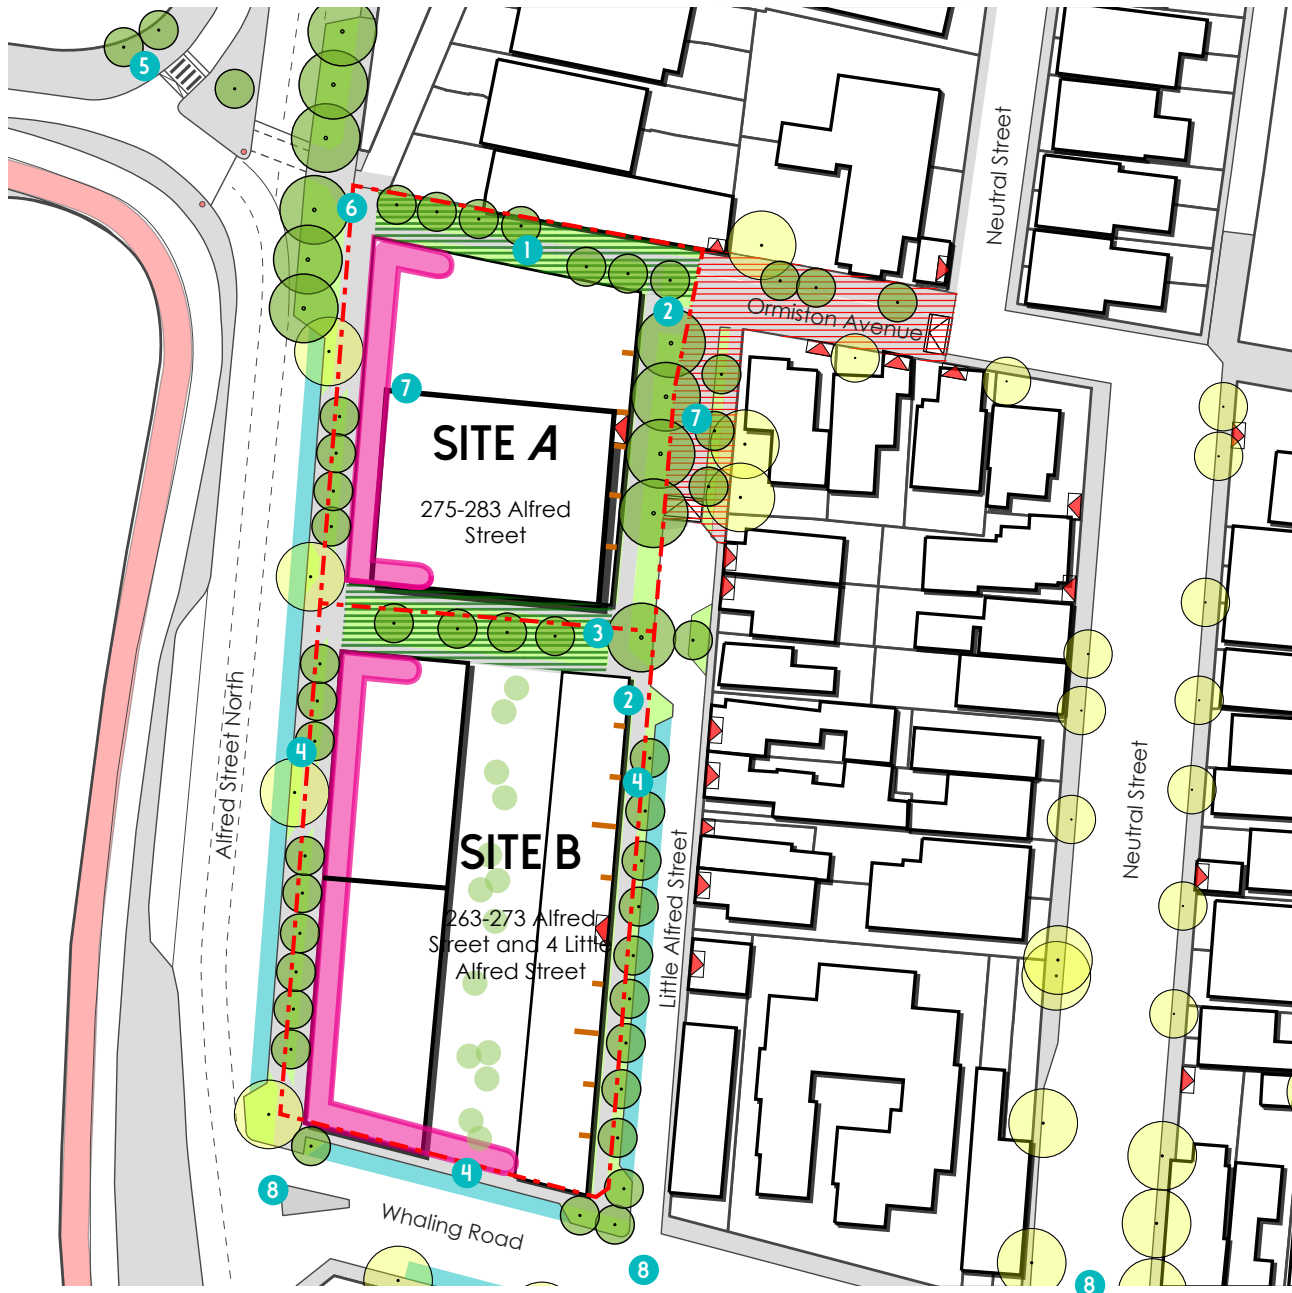 5
Neutral Street
6
1
2
Ormiston Avenue
7
7
SITE A
275-283 Alfred
Street
3
2
Alfred Street North
4
4
Neutral Street
SITE B
Little Alfred Street
263-273 Alfred
Street and 4 Little
Alfred Street
4
8
Whaling Road
8
8